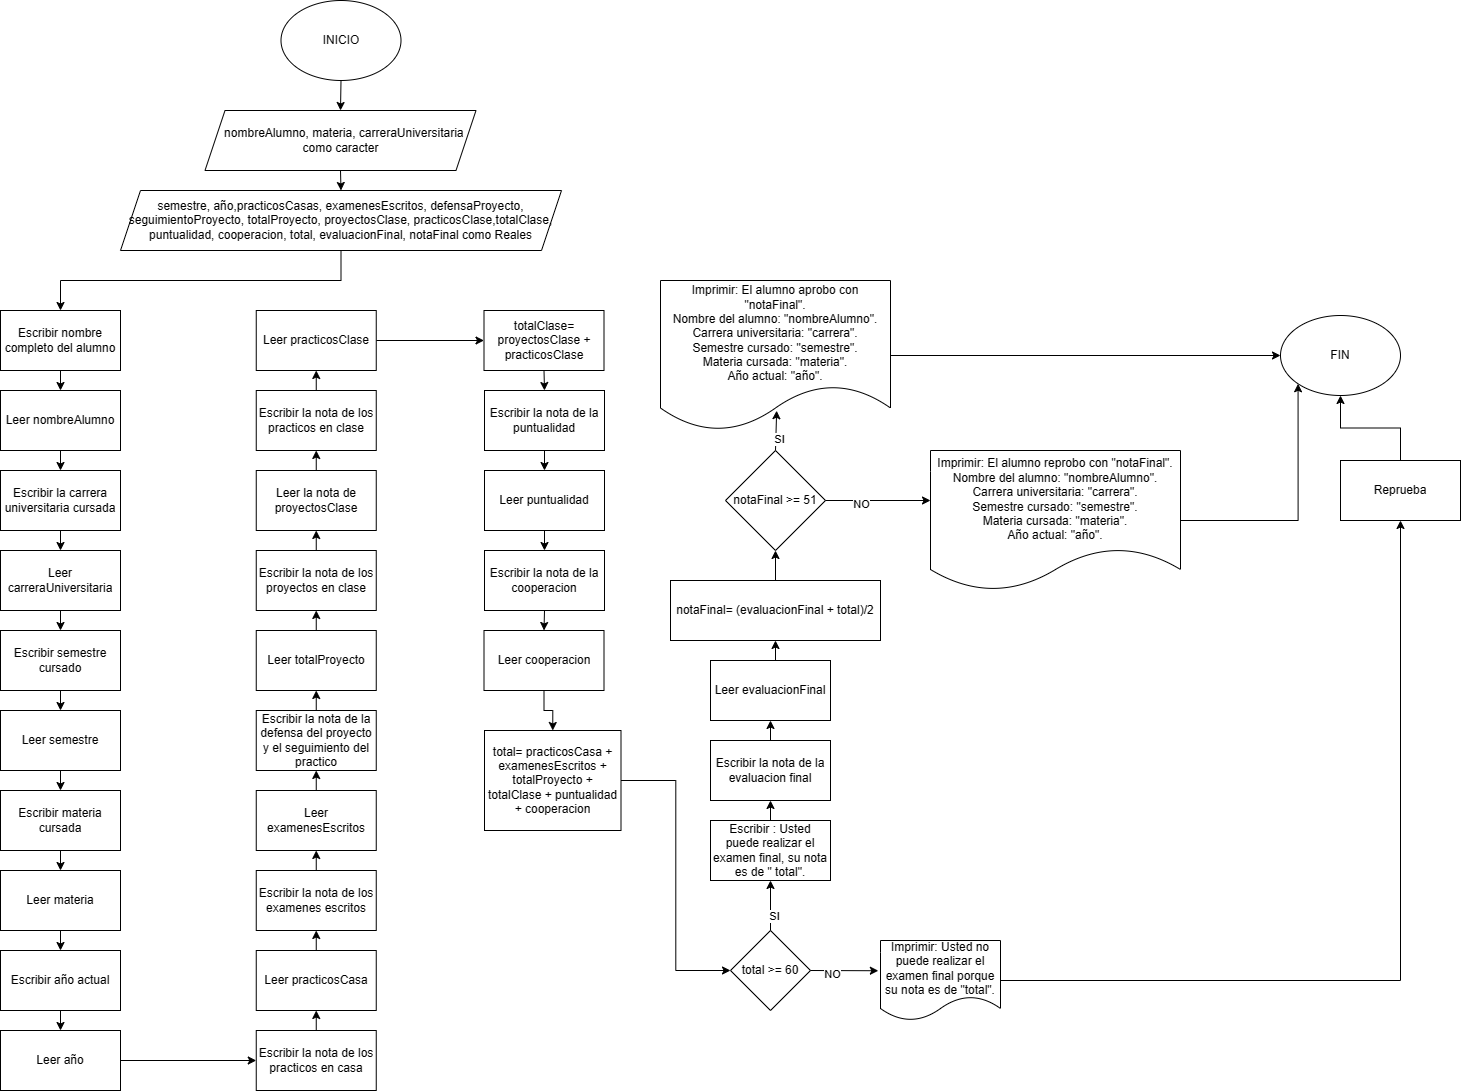 INICIO
nombreAlumno, materia, carreraUniversitaria
como caracter
semestre, año,practicosCasas, examenesEscritos, defensaProyecto,
seguimientoProyecto, totalProyecto, proyectosClase, practicosClase,totalClase,
puntualidad, cooperacion, total, evaluacionFinal, notaFinal como Reales
Escribir nombre
completo del alumno
Leer nombreAlumno
Escribir la carrera
universitaria cursada
Leer
carreraUniversitaria
Escribir semestre
cursado
Leer semestre
Escribir materia
cursada
Leer materia
Escribir año actual
Leer año
Escribir la nota de los
practicos en casa
Leer practicosCasa
Escribir la nota de los
examenes escritos
Leer
examenesEscritos
Escribir la nota de la
defensa del proyecto
y el seguimiento del
practico
Leer totalProyecto
Escribir la nota de los
proyectos en clase
Leer la nota de
proyectosClase
Escribir la nota de los
practicos en clase
Leer practicosClase
totalClase=
proyectosClase +
practicosClase
Escribir la nota de la
puntualidad
Leer puntualidad
Escribir la nota de la
cooperacion
Leer cooperacion
total= practicosCasa +
examenesEscritos +
totalProyecto +
totalClase + puntualidad
+ cooperacion
total >= 60
SI
NO
Escribir : Usted
puede realizar el
examen final, su nota
es de " total".
Escribir la nota de la
evaluacion final
Leer evaluacionFinal
notaFinal= (evaluacionFinal + total)/2
notaFinal >= 51
SI
NO
Imprimir: El alumno aprobo con
"notaFinal".
Nombre del alumno: "nombreAlumno".
Carrera universitaria: "carrera".
Semestre cursado: "semestre".
Materia cursada: "materia".
Año actual: "año".
Imprimir: El alumno reprobo con "notaFinal".
Nombre del alumno: "nombreAlumno".
Carrera universitaria: "carrera".
Semestre cursado: "semestre".
Materia cursada: "materia".
Año actual: "año".
Imprimir: Usted no
puede realizar el
examen final porque
su nota es de "total".
Reprueba
FIN